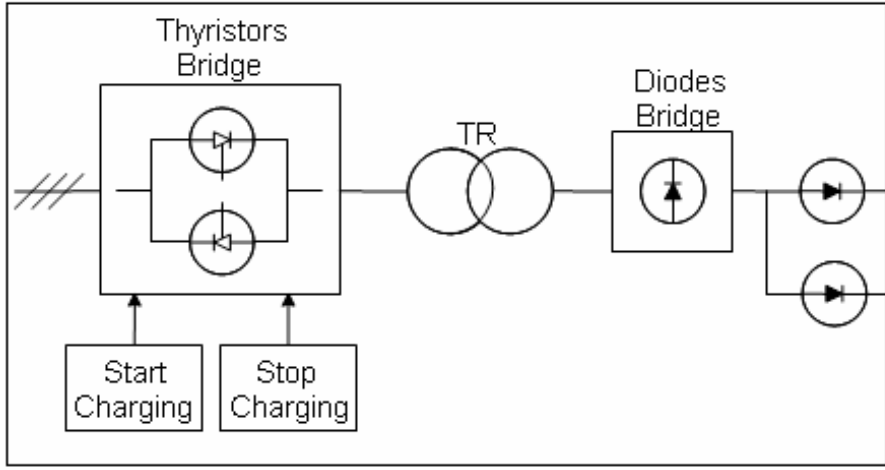 Thyristors
Bridge
Diodes
Bridge
TR
Start
Charging
Stop
Charging